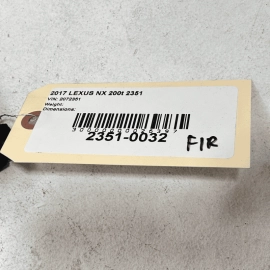 2017 LEXUS NX 200t 2351
VIN: 2072351
Weight:
Dimensions:
2351-0032
F/R